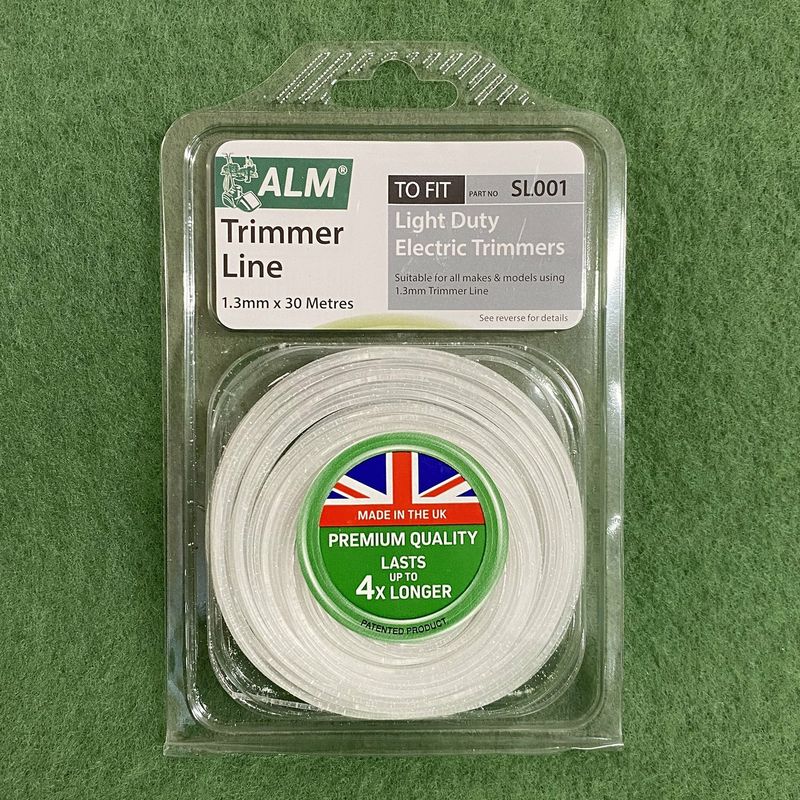 ALM®
Trimmer
Line
1.3mm x 30 Metres
TO FIT PART NO SL001
Light Duty
Electric Trimmers
Suitable for all makes & models using
1.3mm Trimmer Line
See reverse for details
MADE IN THE UK
PREMIUM QUALITY
LASTS
UP TO
4X LONGER
PATENTED PRODUCT